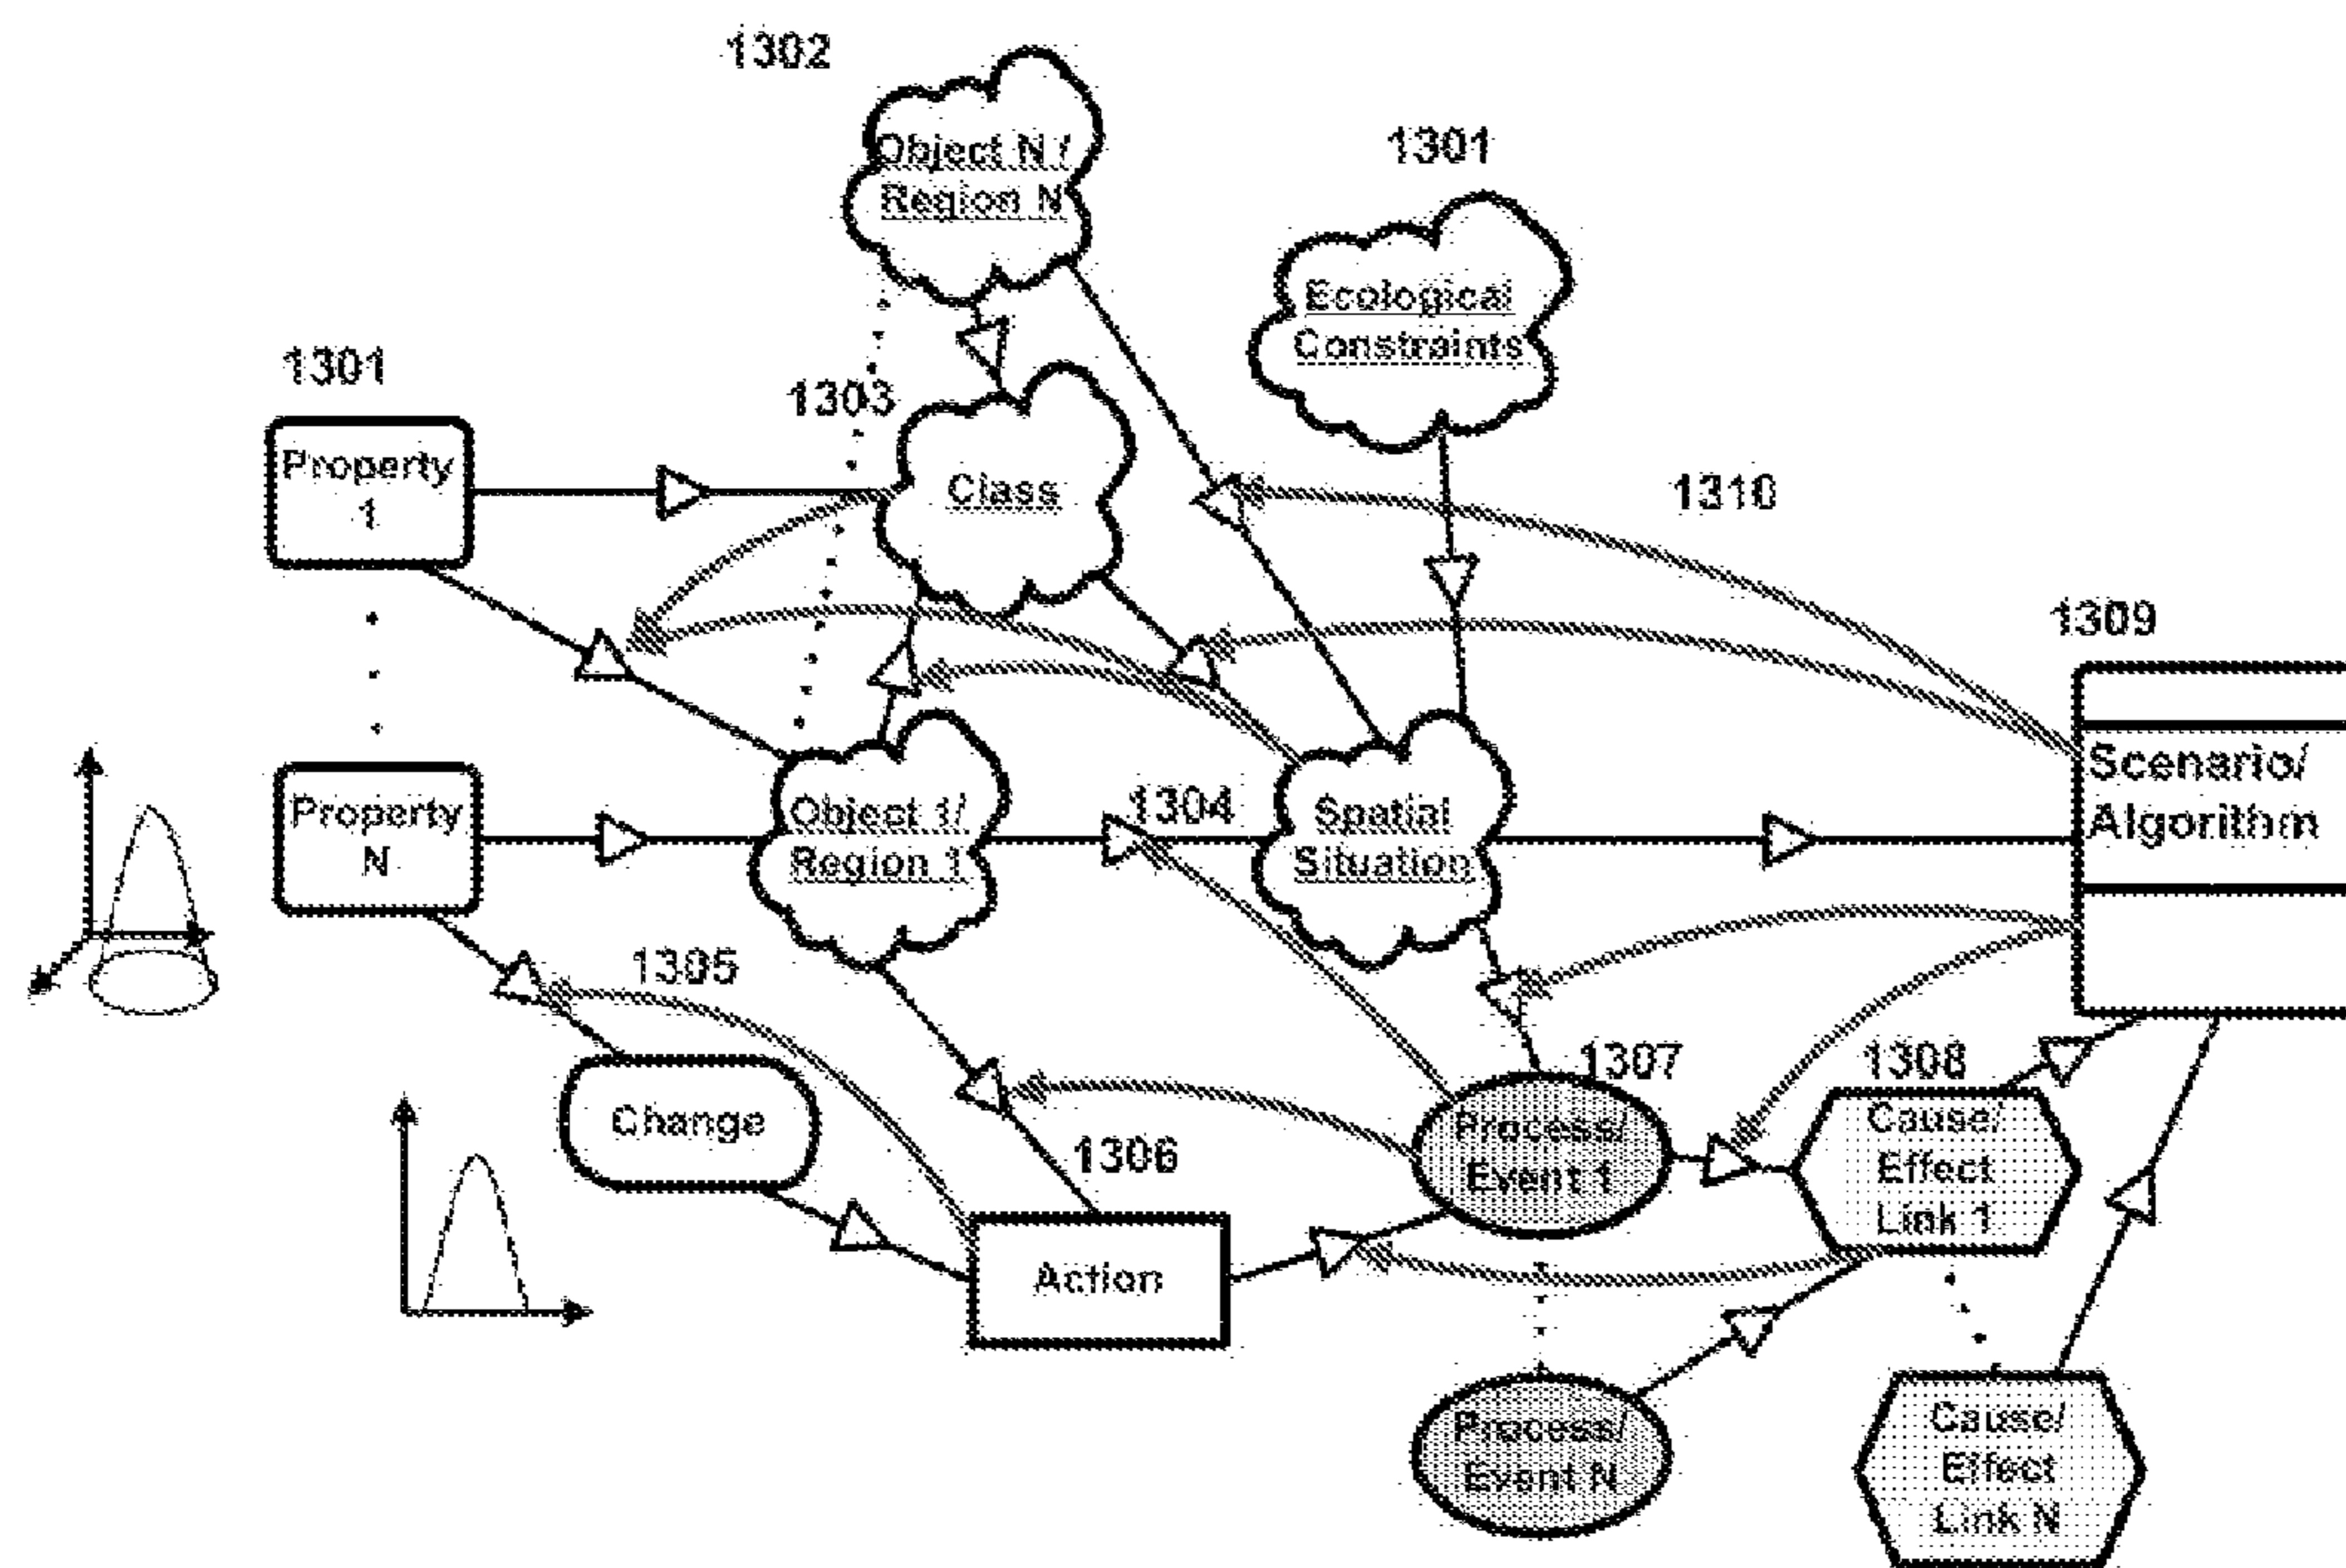 1302
Object N /
Region N
1301
Ecological
Constraints
1301
Property
1
1303
Class
1310
1309
Scenario/
Algorithm
Property
N
Object 1/
Region 1
1304
Spatial
Situation
1305
Change
1306
Action
1307
Process/
Event 1
1308
Cause/
Effect
Link 1
Process/
Event N
Cause/
Effect
Link N